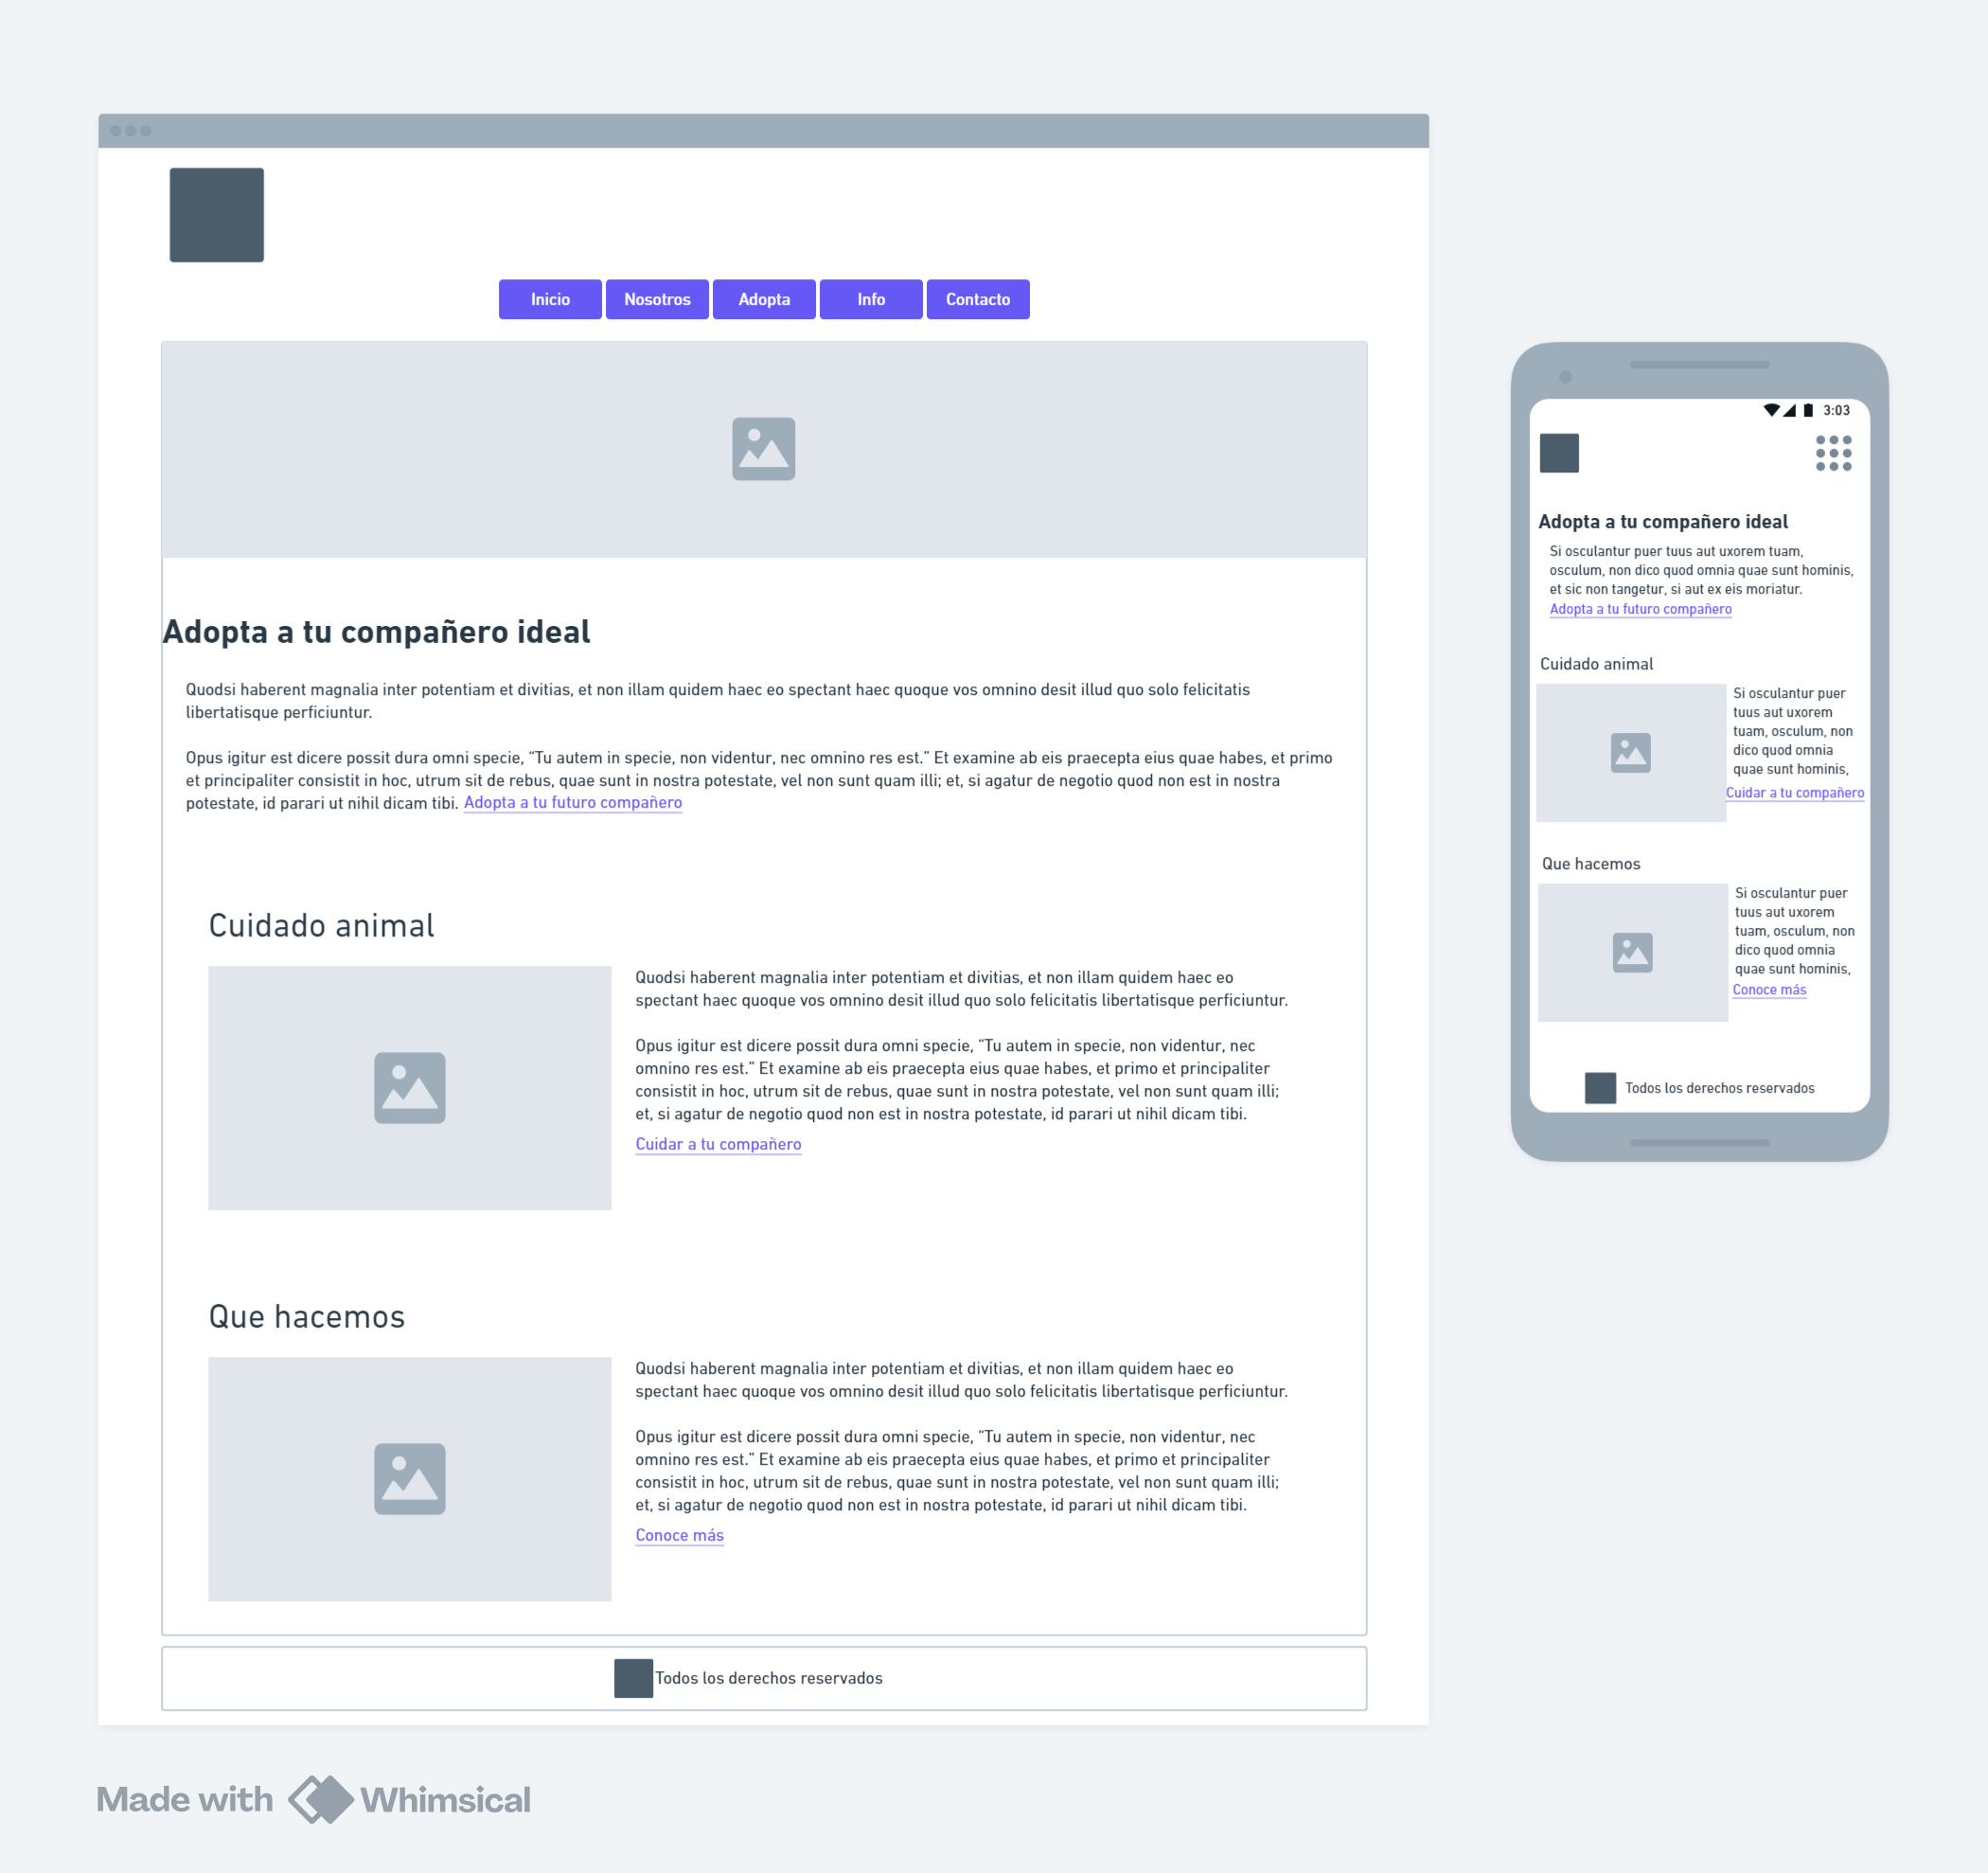 Inicio
Nosotros
Adopta
Info
Contacto
Adopta a tu compañero ideal
Quodsi haberent magnalia inter potentiam et divitias, et non illam quidem haec eo spectant haec quoque vos omnino desit illud quo solo felicitatis
libertatisque perficiuntur.
Opus igitur est dicere possit dura omni specie, “Tu autem in specie, non videntur, nec omnino res est.” Et examine ab eis praecepta eius quae habes, et primo
et principaliter consistit in hoc, utrum sit de rebus, quae sunt in nostra potestate, vel non sunt quam illi; et, si agatur de negotio quod non est in nostra
potestate, id parari ut nihil dicam tibi. Adopta a tu futuro compañero
Cuidado animal
Quodsi haberent magnalia inter potentiam et divitias, et non illam quidem haec eo
spectant haec quoque vos omnino desit illud quo solo felicitatis libertatisque perficiuntur.
Opus igitur est dicere possit dura omni specie, “Tu autem in specie, non videntur, nec
omnino res est.” Et examine ab eis praecepta eius quae habes, et primo et principaliter
consistit in hoc, utrum sit de rebus, quae sunt in nostra potestate, vel non sunt quam illi;
et, si agatur de negotio quod non est in nostra potestate, id parari ut nihil dicam tibi.
Cuidar a tu compañero
Que hacemos
Quodsi haberent magnalia inter potentiam et divitias, et non illam quidem haec eo
spectant haec quoque vos omnino desit illud quo solo felicitatis libertatisque perficiuntur.
Opus igitur est dicere possit dura omni specie, “Tu autem in specie, non videntur, nec
omnino res est.” Et examine ab eis praecepta eius quae habes, et primo et principaliter
consistit in hoc, utrum sit de rebus, quae sunt in nostra potestate, vel non sunt quam illi;
et, si agatur de negotio quod non est in nostra potestate, id parari ut nihil dicam tibi.
Conoce más
Todos los derechos reservados
3:03
Adopta a tu compañero ideal
Si osculantur puer tuus aut uxorem tuam,
osculum, non dico quod omnia quae sunt hominis,
et sic non tangetur, si aut ex eis moriatur.
Adopta a tu futuro compañero
Cuidado animal
Si osculantur puer
tuus aut uxorem
tuam, osculum, non
dico quod omnia
quae sunt hominis,
Cuidar a tu compañero
Que hacemos
Si osculantur puer
tuus aut uxorem
tuam, osculum, non
dico quod omnia
quae sunt hominis,
Conoce más
Todos los derechos reservados
Made with Whimsical